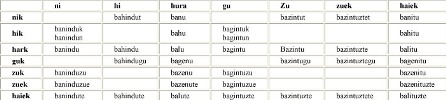 ni hi hura gu Zu zuek haiek
nik bahindut banu bazintut bazintuztet banitu
hik baninduk bahu bagintuk bahitu
banindun bagintun
hark banindu bahindu balu bagintu Bazintu bazintuzte balitu
guk bahindugu bagenu bazintugu bazintuztegu bagenitu
zuk baninduzu bazenu bagintuzu bazenitu
zuek baninduzue bazenute bagintuzue bazenituzte
haiek banindute bahindute balute bagintuzte bazintuzte bazintuztete balituzte